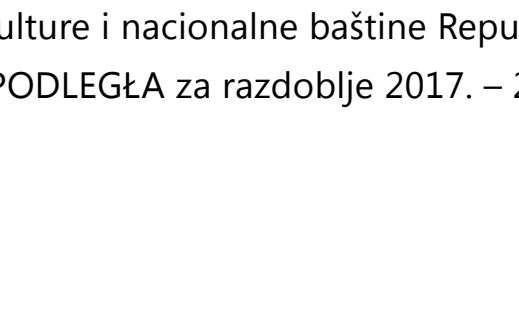 ulture i nacionalne baštine Repu
PODLEGŁA za razdoblje 2017. – 2